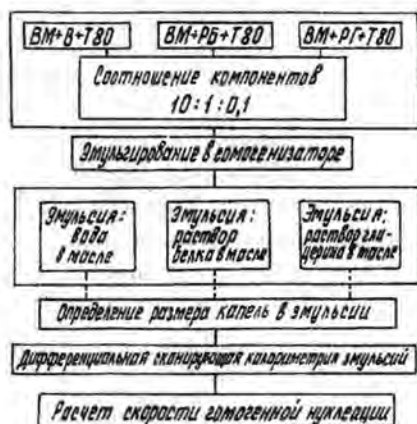 ВМ+В+Т80 ВМ+РБ+Т80 ВМ+РГ+Т80
Соотношение компонентов
10:1:0,1
Эмульгирование в гомогенизаторе
Эмульсия: Эмульсия: Эмульсия:
вода раствор раствор гли-
в масле белка в масле церина в масле
Определение размера капель в эмульсии
Дифференциальная сканирующая калориметрия эмульсий
Расчет скорости гомогенной нуклеации